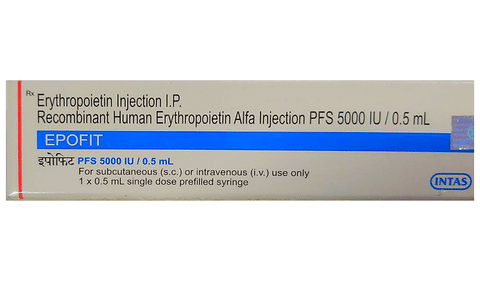 Rx
Erythropoietin Injection I.P.
Recombinant Human Erythropoietin Alfa Injection PFS 5000 IU / 0.5 mL
EPOFIT
इपोफिट PFS 5000 IU / 0.5 mL
For subcutaneous (s.c.) or intravenous (i.v.) use only
1 x 0.5 mL single dose prefilled syringe
INTAS